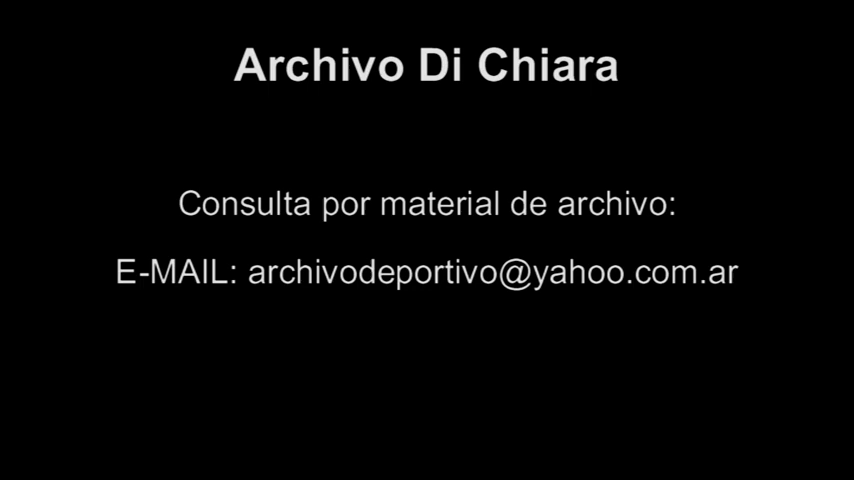 Archivo Di Chiara
Consulta por material de archivo:
E-MAIL: archivodeportivo@yahoo.com.ar